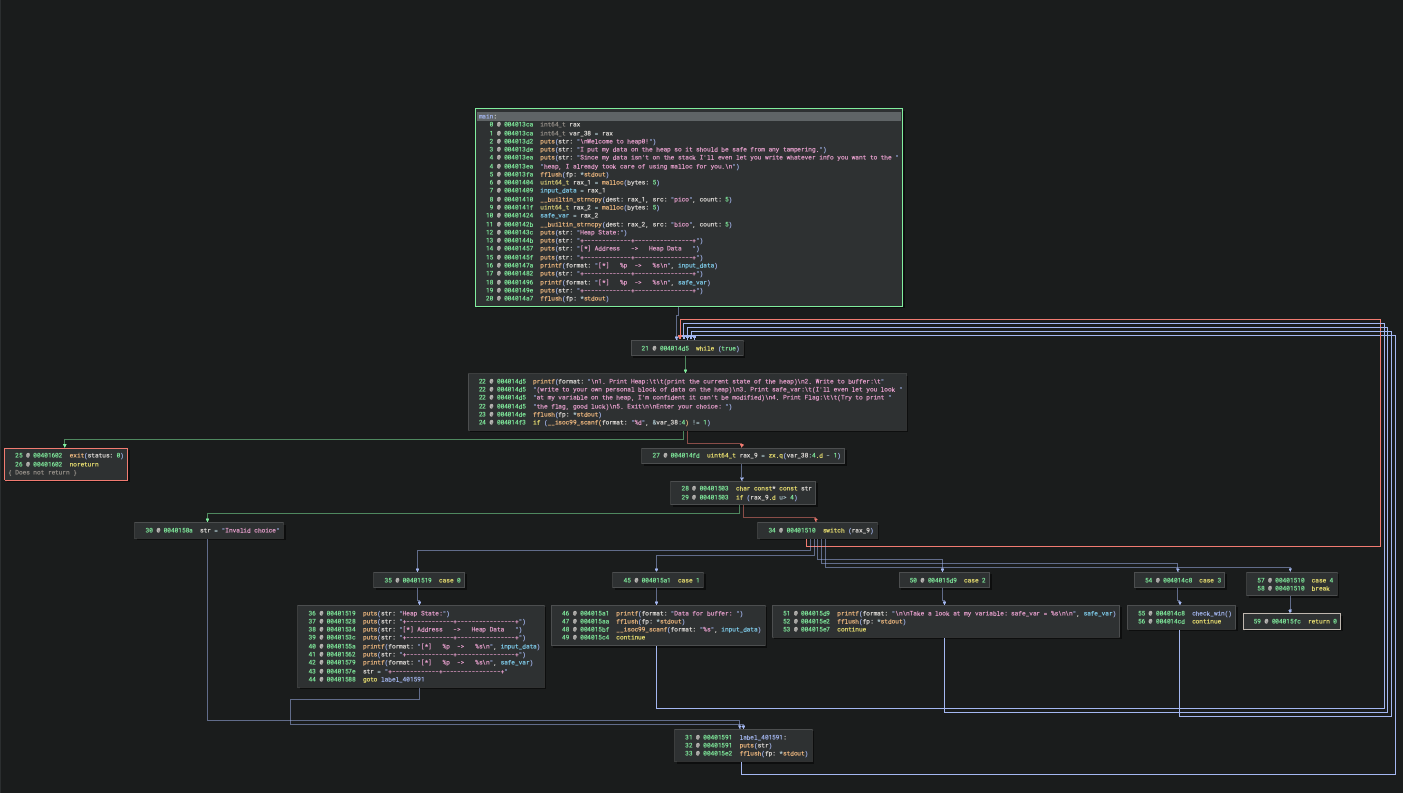 main:
0 @ 004013ca int64_t rax
1 @ 004013ca int64_t var_38 = rax
2 @ 004013d2 puts(str: "\nWelcome to heap0!")
3 @ 004013de puts(str: "I put my data on the heap so it should be safe from any tampering.")
4 @ 004013ea puts(str: "Since my data isn't on the stack I'll even let you write whatever info you want to the "
4 @ 004013ea "heap, I already took care of using malloc for you.\n")
5 @ 004013fa fflush(fp: *stdout)
6 @ 00401404 uint64_t rax_1 = malloc(bytes: 5)
7 @ 00401409 input_data = rax_1
8 @ 00401410 __builtin_strncpy(dest: rax_1, src: "pico", count: 5)
9 @ 0040141f uint64_t rax_2 = malloc(bytes: 5)
10 @ 00401424 safe_var = rax_2
11 @ 0040142b __builtin_strncpy(dest: rax_2, src: "bico", count: 5)
12 @ 0040143c puts(str: "Heap State:")
13 @ 0040144b puts(str: "+-------------+----------------+")
14 @ 00401457 puts(str: "[*] Address   ->   Heap Data   ")
15 @ 0040145f puts(str: "+-------------+----------------+")
16 @ 0040147a printf(format: "[*]   %p  ->   %s\n", input_data)
17 @ 00401482 puts(str: "+-------------+----------------+")
18 @ 00401496 printf(format: "[*]   %p  ->   %s\n", safe_var)
19 @ 0040149e puts(str: "+-------------+----------------+")
20 @ 004014a7 fflush(fp: *stdout)
21 @ 004014d5 while (true)
22 @ 004014d5 printf(format: "\n1. Print Heap:\t\t(print the current state of the heap)\n2. Write to buffer:\t"
22 @ 004014d5 "(write to your own personal block of data on the heap)\n3. Print safe_var:\t(I'll even let you look "
22 @ 004014d5 "at my variable on the heap, I'm confident it can't be modified)\n4. Print Flag:\t\t(Try to print "
22 @ 004014d5 "the flag, good luck)\n5. Exit\n\nEnter your choice: ")
23 @ 004014de fflush(fp: *stdout)
24 @ 004014f3 if (__isoc99_scanf(format: "%d", &var_38:4) != 1)
25 @ 00401602 exit(status: 0)
26 @ 00401602 noreturn
{ Does not return }
27 @ 004014fd uint64_t rax_9 = zx.q(var_38:4.d - 1)
28 @ 00401503 char const* const str
29 @ 00401503 if (rax_9.d u> 4)
30 @ 0040158a str = "Invalid choice"
34 @ 00401510 switch (rax_9)
35 @ 00401519 case 0
45 @ 004015a1 case 1
50 @ 004015d9 case 2
54 @ 004014c8 case 3
57 @ 00401510 case 4
58 @ 00401510 break
36 @ 00401519 puts(str: "Heap State:")
37 @ 00401528 puts(str: "+-------------+----------------+")
38 @ 00401534 puts(str: "[*] Address   ->   Heap Data   ")
39 @ 0040153c puts(str: "+-------------+----------------+")
40 @ 0040155a printf(format: "[*]   %p  ->   %s\n", input_data)
41 @ 00401562 puts(str: "+-------------+----------------+")
42 @ 00401579 printf(format: "[*]   %p  ->   %s\n", safe_var)
43 @ 0040157e str = "+-------------+----------------+"
44 @ 00401588 goto label_401591
46 @ 004015a1 printf(format: "Data for buffer: ")
47 @ 004015aa fflush(fp: *stdout)
48 @ 004015bf __isoc99_scanf(format: "%s", input_data)
49 @ 004015c4 continue
51 @ 004015d9 printf(format: "\n\nTake a look at my variable: safe_var = %s\n\n", safe_var)
52 @ 004015e2 fflush(fp: *stdout)
53 @ 004015e7 continue
55 @ 004014c8 check_win()
56 @ 004014cd continue
59 @ 004015fc return 0
31 @ 00401591 label_401591:
32 @ 00401591 puts(str)
33 @ 004015e2 fflush(fp: *stdout)